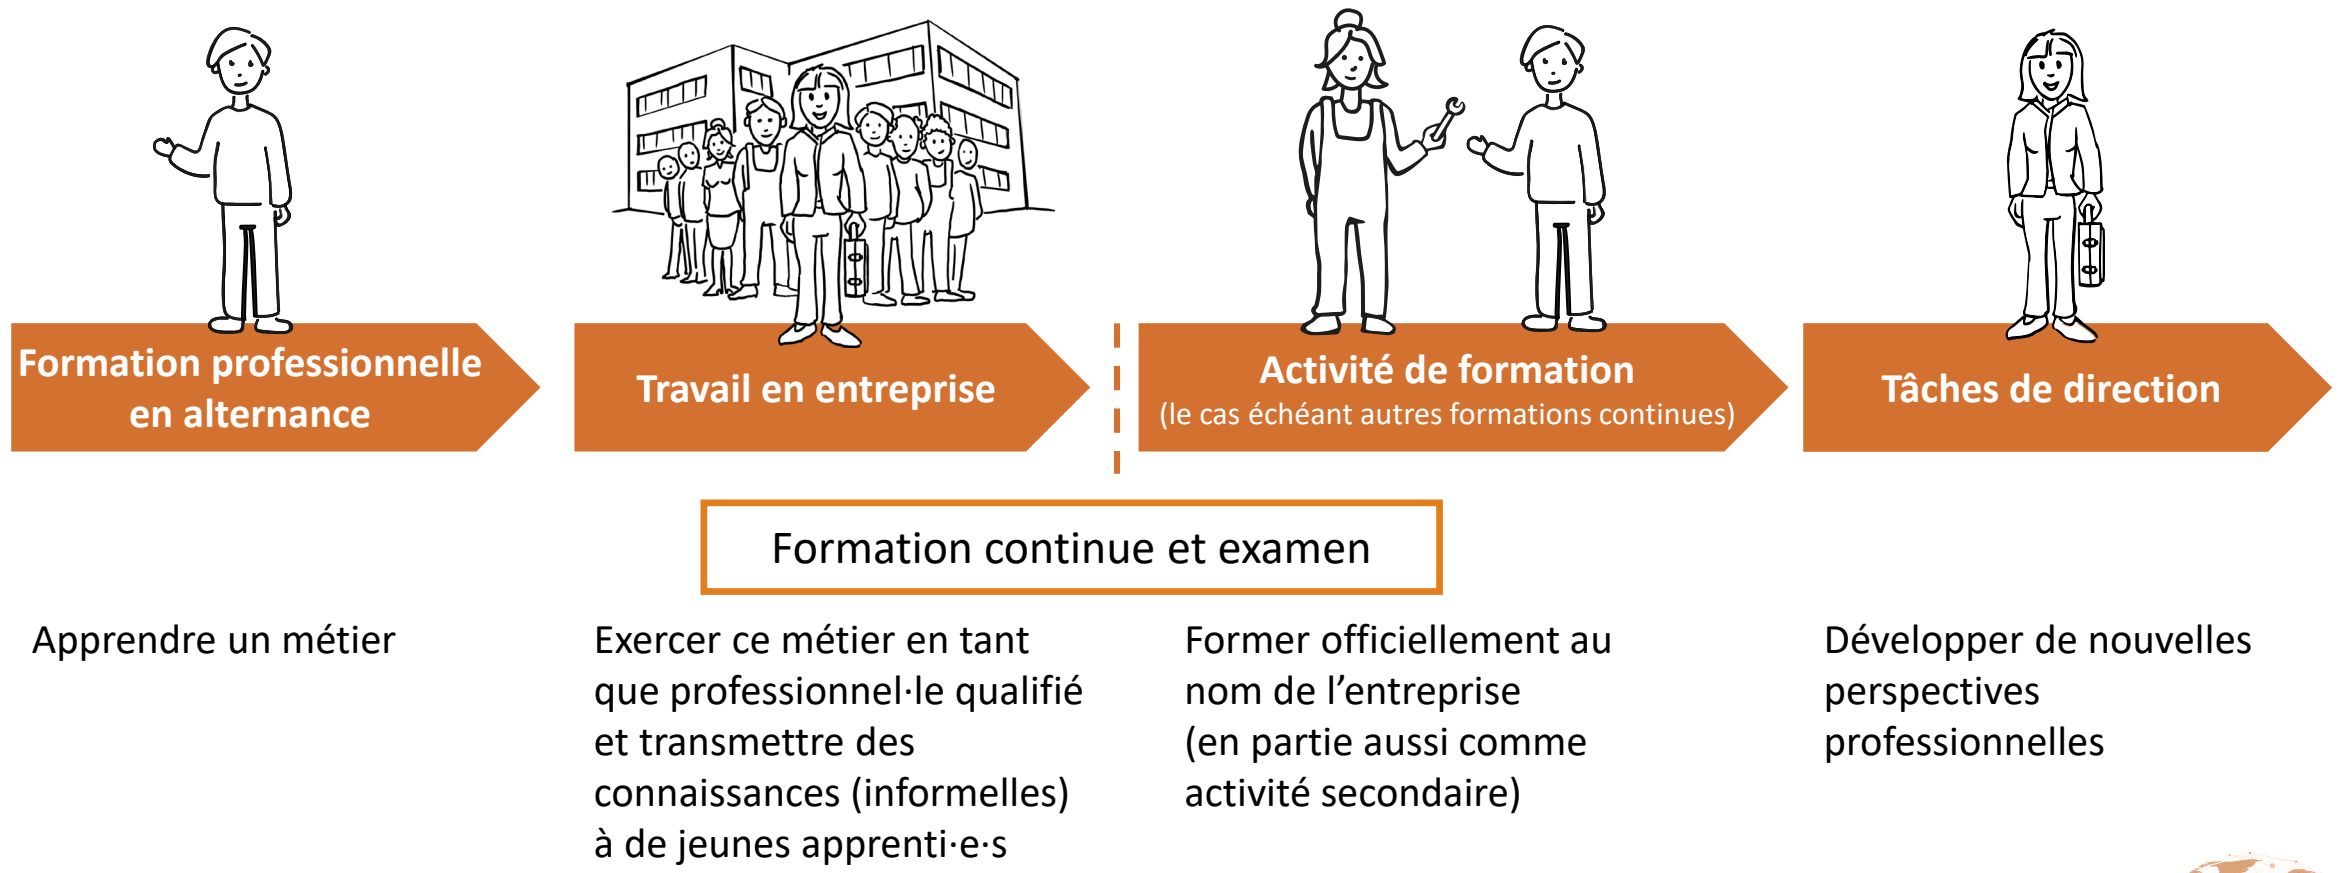 Formation professionnelle
en alternance
Travail en entreprise
Activité de formation
(le cas échéant autres formations continues)
Tâches de direction
Formation continue et examen
Apprendre un métier
Exercer ce métier en tant
que professionnel·le qualifié
et transmettre des
connaissances (informelles)
à de jeunes apprenti·e·s
Former officiellement au
nom de l’entreprise
(en partie aussi comme
activité secondaire)
Développer de nouvelles
perspectives
professionnelles